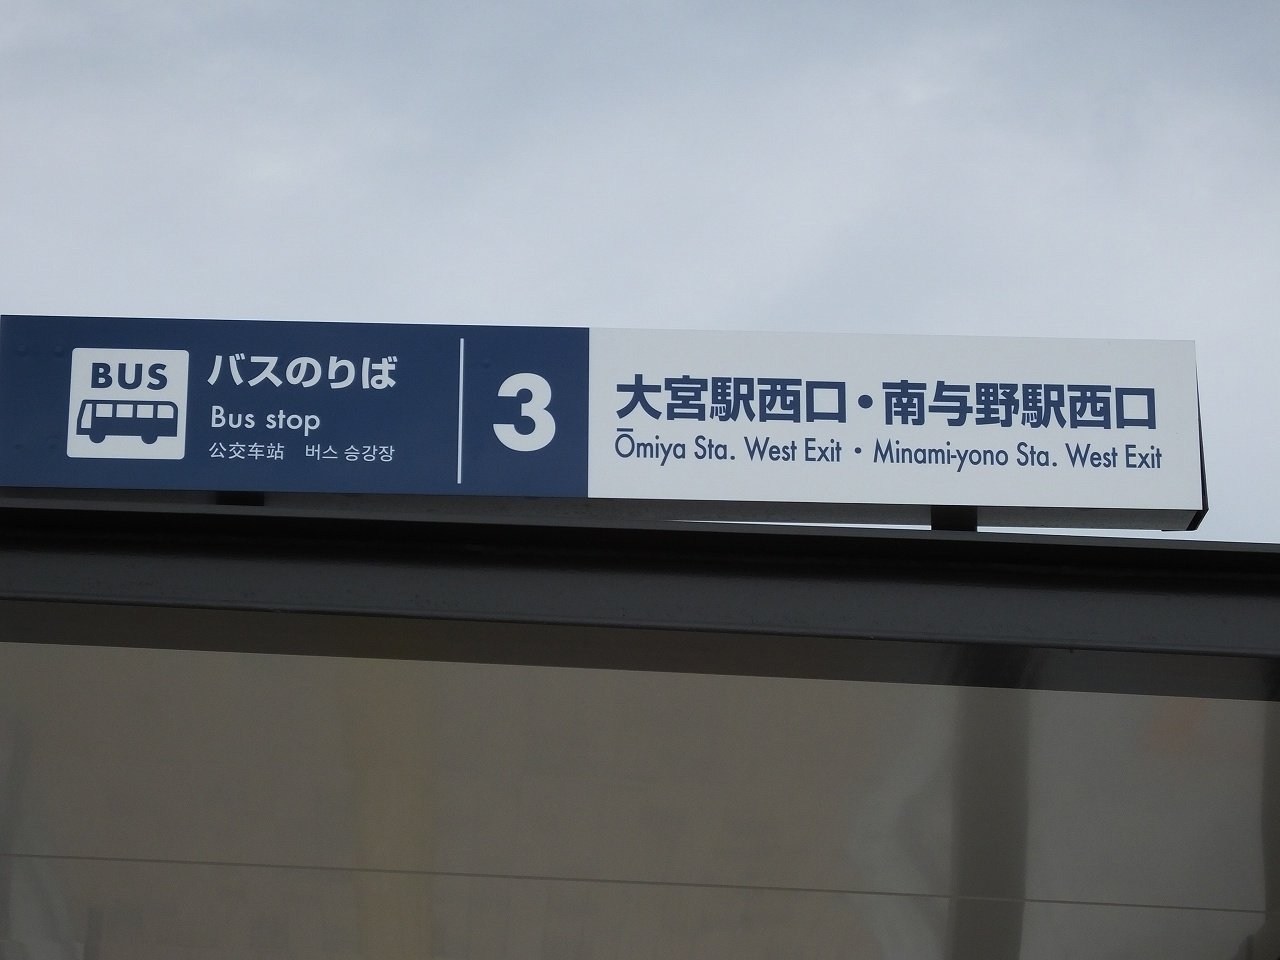 BUS
バスのりば
Bus stop
公交车站 버스 승강장
3
大宮駅西口・南与野駅西口
Ōmiya Sta. West Exit・Minami-yono Sta. West Exit